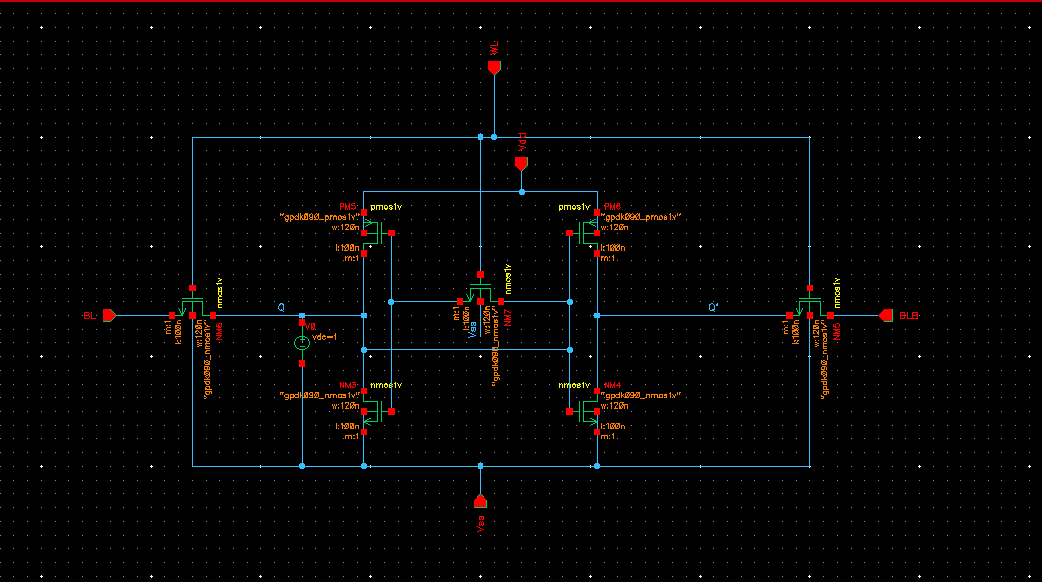 WL
Vdd
PM5
pmos1v
"gpdk090_pmos1v"
w:120n
l:100n
m:1
pmos1v
PM6
"gpdk090_pmos1v"
w:120n
l:100n
m:1
BL
m:1
l:100n
w:120n
"gpdk090_nmos1v"
NM6
nmos1v
Q
V0
vdc=1
m:1
l:100n
Vss
w:120n
"gpdk090_nmos1v"
NM7
nmos1v
Q'
m:1
l:100n
w:120n
"gpdk090_nmos1v"
NM5
nmos1v
BLB
NM3
nmos1v
"gpdk090_nmos1v"
w:120n
l:100n
m:1
nmos1v
NM4
"gpdk090_nmos1v"
w:120n
l:100n
m:1
Vss